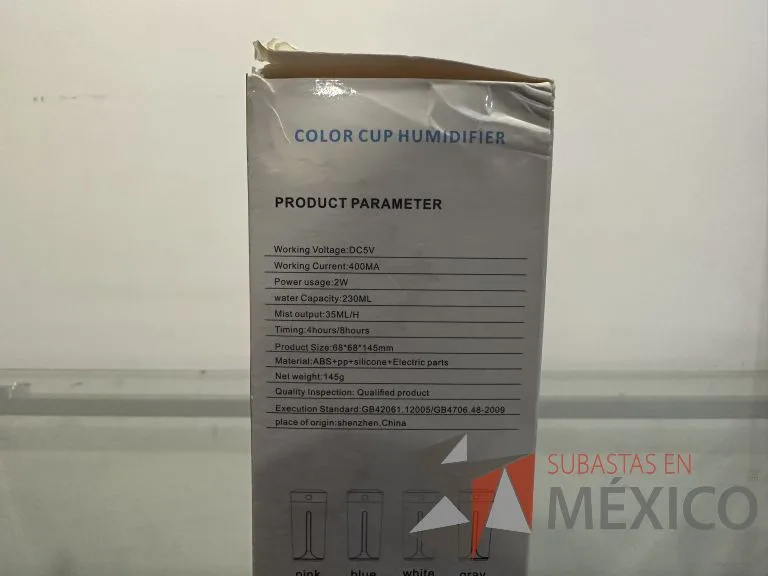 COLOR CUP HUMIDIFIER
PRODUCT PARAMETER
Working Voltage:DC5V
Working Current:400MA
Power usage:2W
water Capacity:230ML
Mist output:35ML/H
Timing:4hours/8hours
Product Size:68*68*145mm
Material:ABS+pp+silicone+Electric parts
Net weight:145g
Quality Inspection: Qualified product
Execution Standard:GB42061.12005/GB4706.48-2009
place of origin:shenzhen,China
pink blue white gray
SUBASTAS EN
MÉXICO